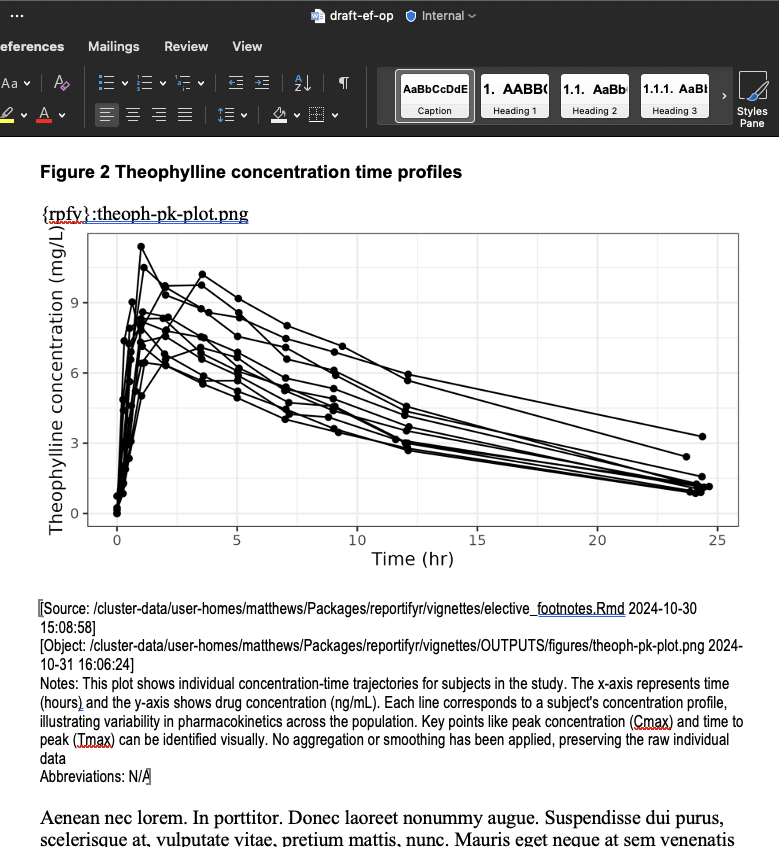 draft-ef-op Internal
eferences Mailings Review View
Aa A
A
Z
¶
A
AaBbCcDdE 1. AABB 1.1. AaBb 1.1.1. AaBl
Caption Heading 1 Heading 2 Heading 3
Styles
Pane
Figure 2 Theophylline concentration time profiles
{rpfy}:theoph-pk-plot.png
Theophylline concentration (mg/L)
9
6
3
0
0 5 10 15 20 25
Time (hr)
[Source: /cluster-data/user-homes/matthews/Packages/reportifyr/vignettes/elective_footnotes.Rmd 2024-10-30
15:08:58]
[Object: /cluster-data/user-homes/matthews/Packages/reportifyr/vignettes/OUTPUTS/figures/theoph-pk-plot.png 2024-
10-31 16:06:24]
Notes: This plot shows individual concentration-time trajectories for subjects in the study. The x-axis represents time
(hours) and the y-axis shows drug concentration (ng/mL). Each line corresponds to a subject's concentration profile,
illustrating variability in pharmacokinetics across the population. Key points like peak concentration (Cmax) and time to
peak (Tmax) can be identified visually. No aggregation or smoothing has been applied, preserving the raw individual
data
Abbreviations: N/A
Aenean nec lorem. In porttitor. Donec laoreet nonummy augue. Suspendisse dui purus,
scelerisque at, vulputate vitae, pretium mattis, nunc. Mauris eget neque at sem venenatis